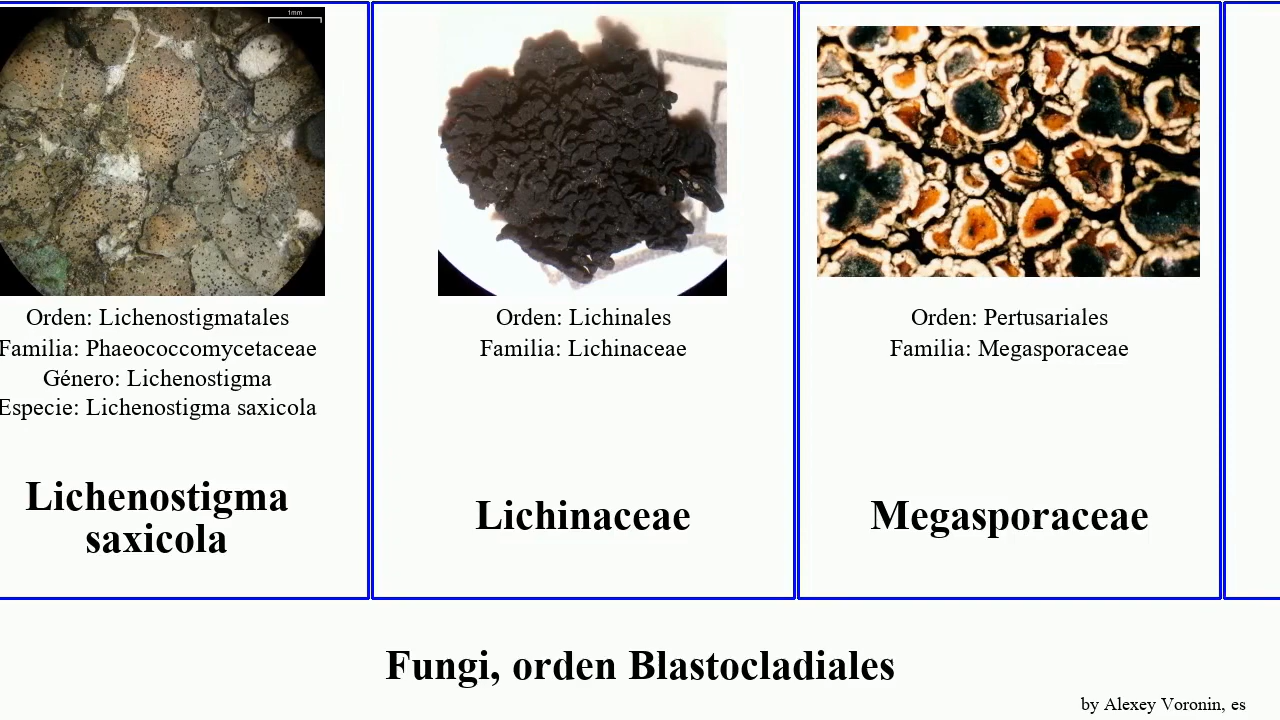 1mm
Orden: Lichenostigmatales
Familia: Phaeococcomycetaceae
Género: Lichenostigma
Especie: Lichenostigma saxicola
Lichenostigma
saxicola
Orden: Lichinales
Familia: Lichinaceae
Lichinaceae
Orden: Pertusariales
Familia: Megasporaceae
Megasporaceae
Fungi, orden Blastocladiales
by Alexey Voronin, es